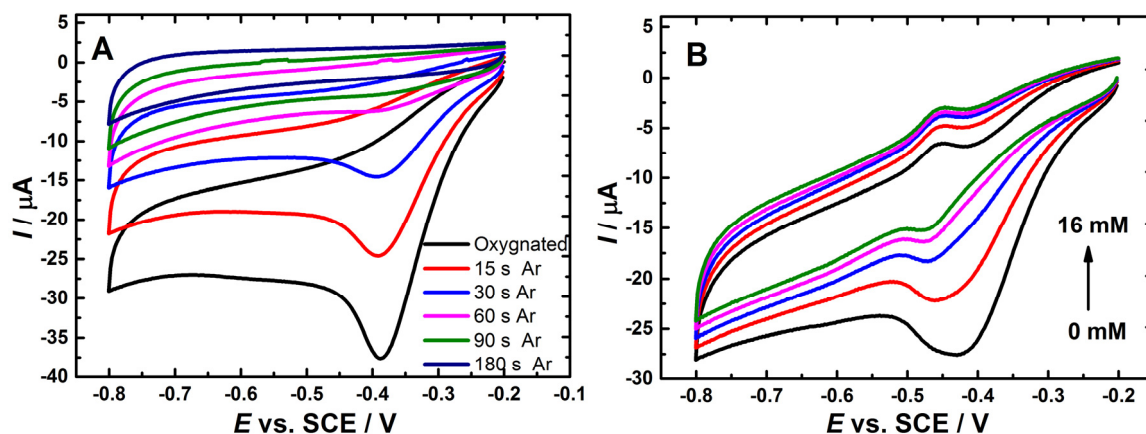 A
5
0
-5
-10
-15
-20
-25
-30
-35
-40
I / µA
Oxygnated
15 s Ar
30 s Ar
60 s Ar
90 s Ar
180 s Ar
-0.8 -0.7 -0.6 -0.5 -0.4 -0.3 -0.2 -0.1
E vs. SCE / V
B
5
0
-5
-10
-15
-20
-25
-30
I / µA
16 mM
0 mM
-0.8 -0.7 -0.6 -0.5 -0.4 -0.3 -0.2
E vs. SCE / V